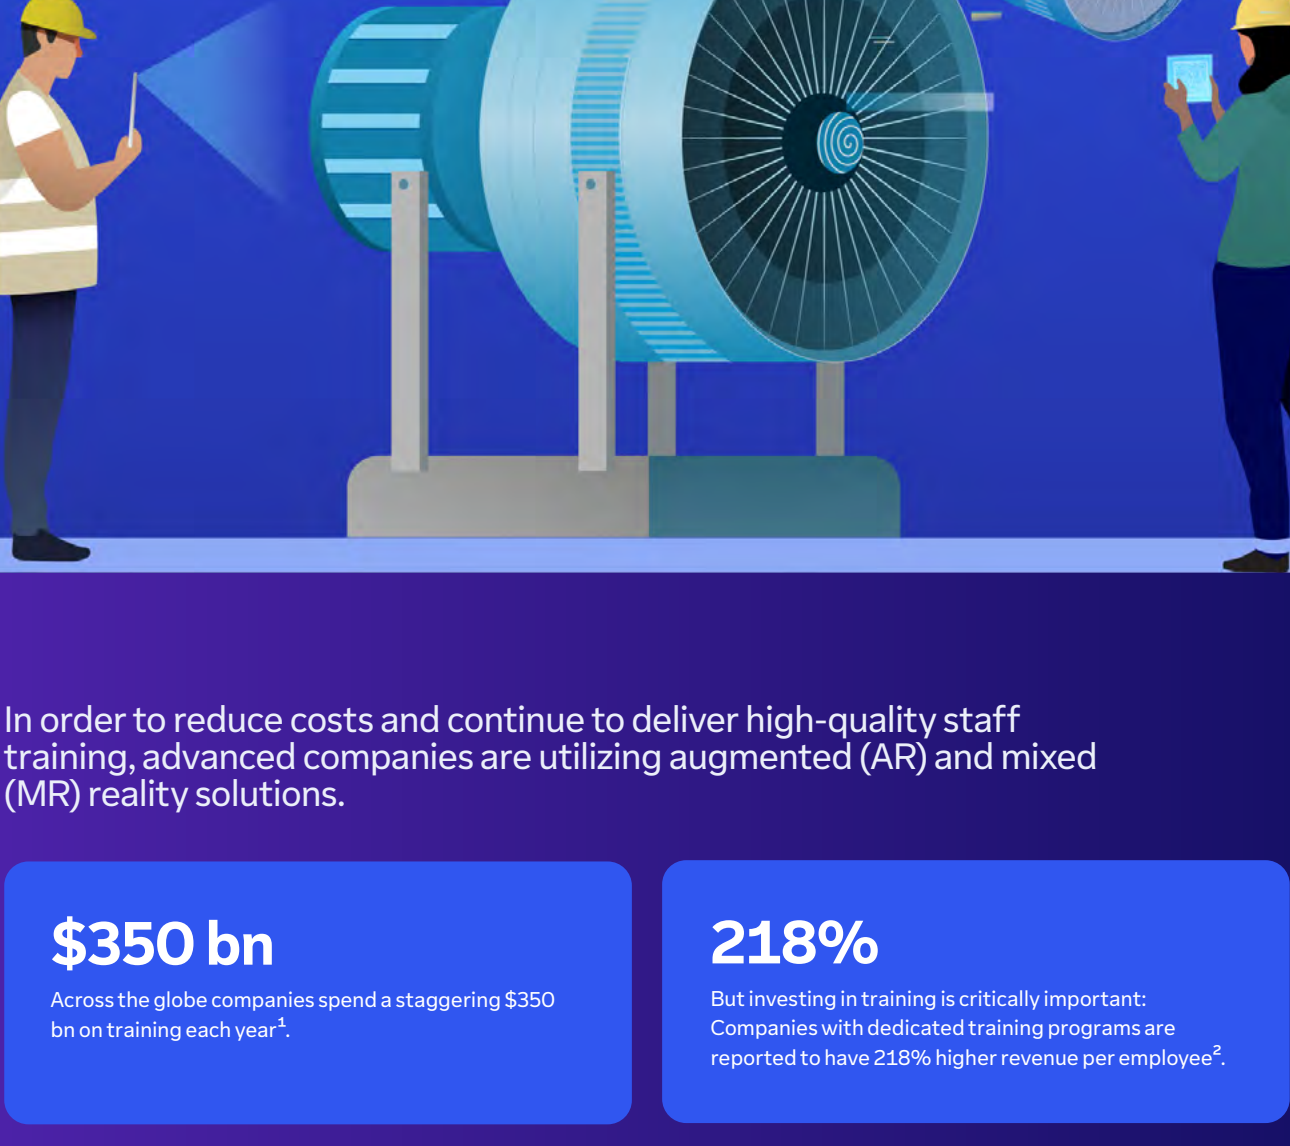 In order to reduce costs and continue to deliver high-quality staff
training, advanced companies are utilizing augmented (AR) and mixed
(MR) reality solutions.
$350 bn
Across the globe companies spend a staggering $350
bn on training each year¹.
218%
But investing in training is critically important:
Companies with dedicated training programs are
reported to have 218% higher revenue per employee².